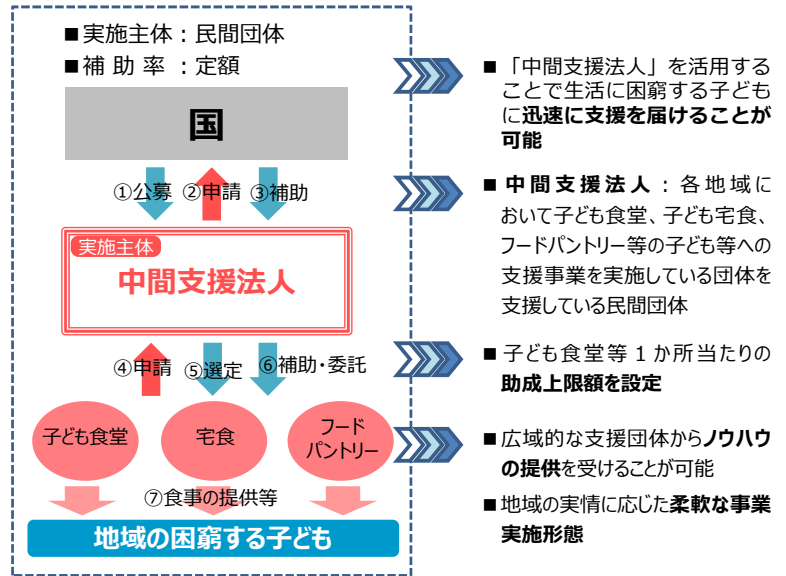 ■実施主体：民間団体
■補助率：定額
国
①公募 ②申請 ③補助
実施主体
中間支援法人
④申請 ⑤選定 ⑥補助・委託
子ども食堂
宅食
フード
パントリー
⑦食事の提供等
地域の困窮する子ども
■「中間支援法人」を活用する
ことで生活に困窮する子ども
に迅速に支援を届けることが
可能
■中間支援法人：各地域に
おいて子ども食堂、子ども宅食、
フードパントリー等の子ども等への
支援事業を実施している団体を
支援している民間団体
■子ども食堂等１か所当たりの
助成上限額を設定
■広域的な支援団体からノウハウ
の提供を受けることが可能
■地域の実情に応じた柔軟な事業
実施形態